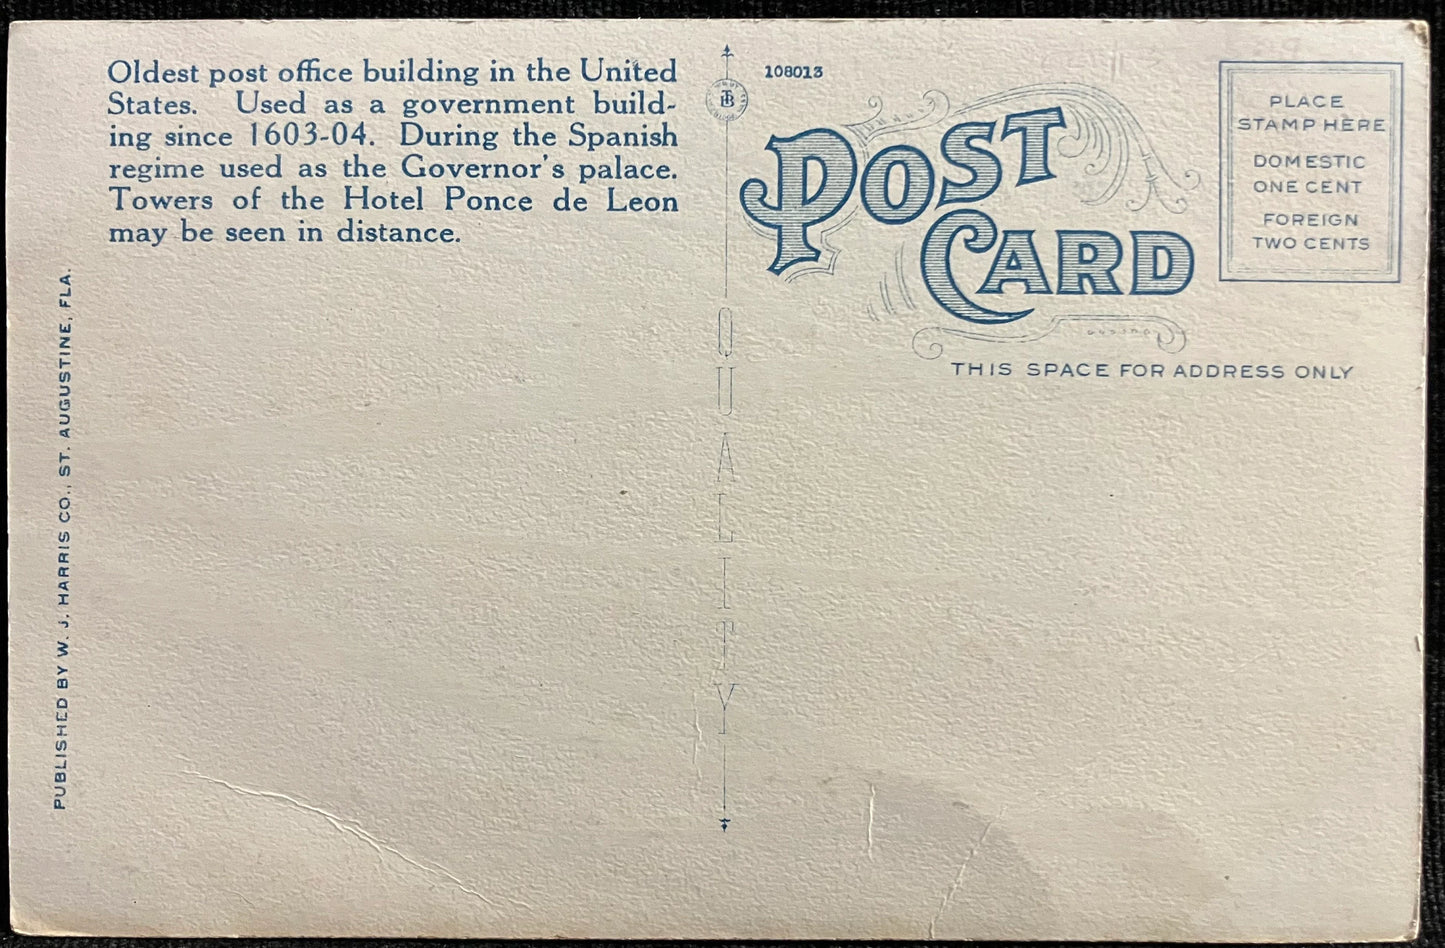 Oldest post office building in the United
States. Used as a government build-
ing since 1603-04. During the Spanish
regime used as the Governor's palace.
Towers of the Hotel Ponce de Leon
may be seen in distance.
PUBLISHED BY W. J. HARRIS CO., ST. AUGUSTINE, FLA.
QUALITY
108013
POST
CARD
THIS SPACE FOR ADDRESS ONLY
PLACE
STAMP HERE
DOMESTIC
ONE CENT
FOREIGN
TWO CENTS